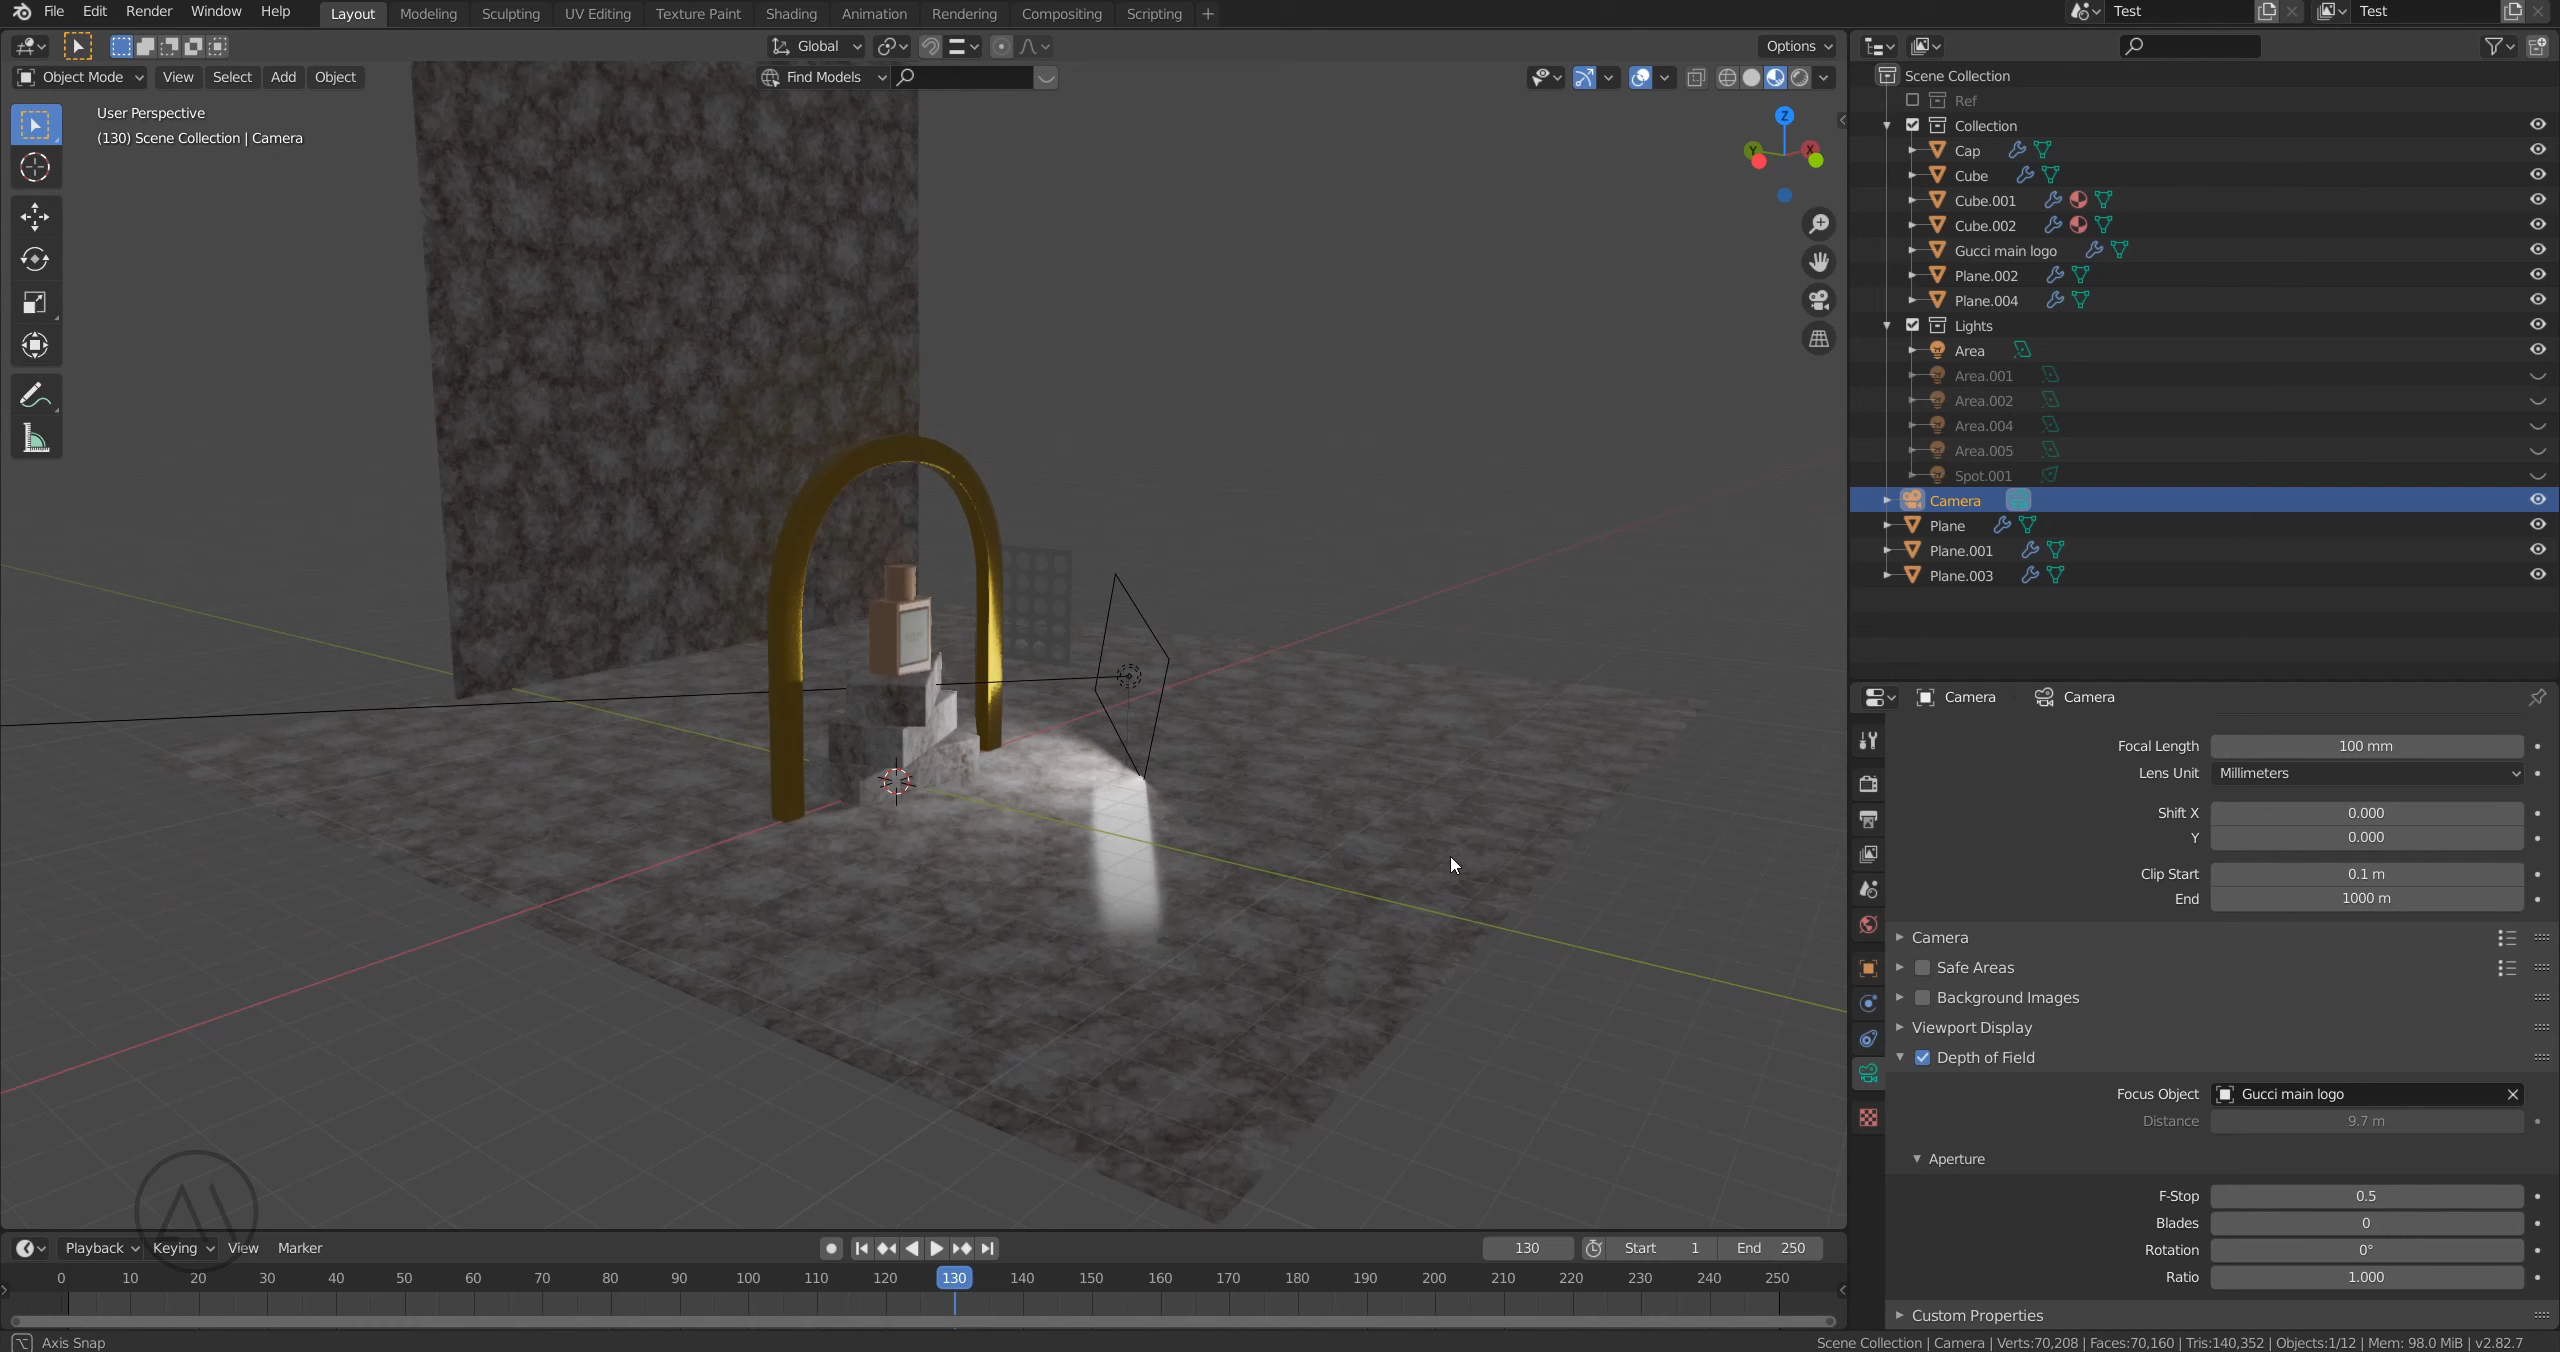 File Edit Render Window Help Layout Modeling Sculpting UV Editing Texture Paint Shading Animation Rendering Compositing Scripting + Test Test
Global Options
Object Mode View Select Add Object Find Models
User Perspective
(130) Scene Collection | Camera
Z
Y X
Scene Collection
Ref
Collection
Cap
Cube
Cube.001
Cube.002
Gucci main logo
Plane.002
Plane.004
Lights
Area
Area.001
Area.002
Area.004
Area.005
Spot.001
Camera
Plane
Plane.001
Plane.003
Camera Camera
Focal Length 100 mm
Lens Unit Millimeters
Shift X 0.000
Y 0.000
Clip Start 0.1 m
End 1000 m
Camera
Safe Areas
Background Images
Viewport Display
Depth of Field
Focus Object Gucci main logo
Distance 9.7 m
Aperture
F-Stop 0.5
Blades 0
Rotation 0°
Ratio 1.000
Custom Properties
Playback Keying View Marker 130 Start 1 End 250
0 10 20 30 40 50 60 70 80 90 100 110 120 130 140 150 160 170 180 190 200 210 220 230 240 250
Axis Snap
Scene Collection | Camera | Verts:70,208 | Faces:70,160 | Tris:140,352 | Objects:1/12 | Mem: 98.0 MiB | v2.82.7